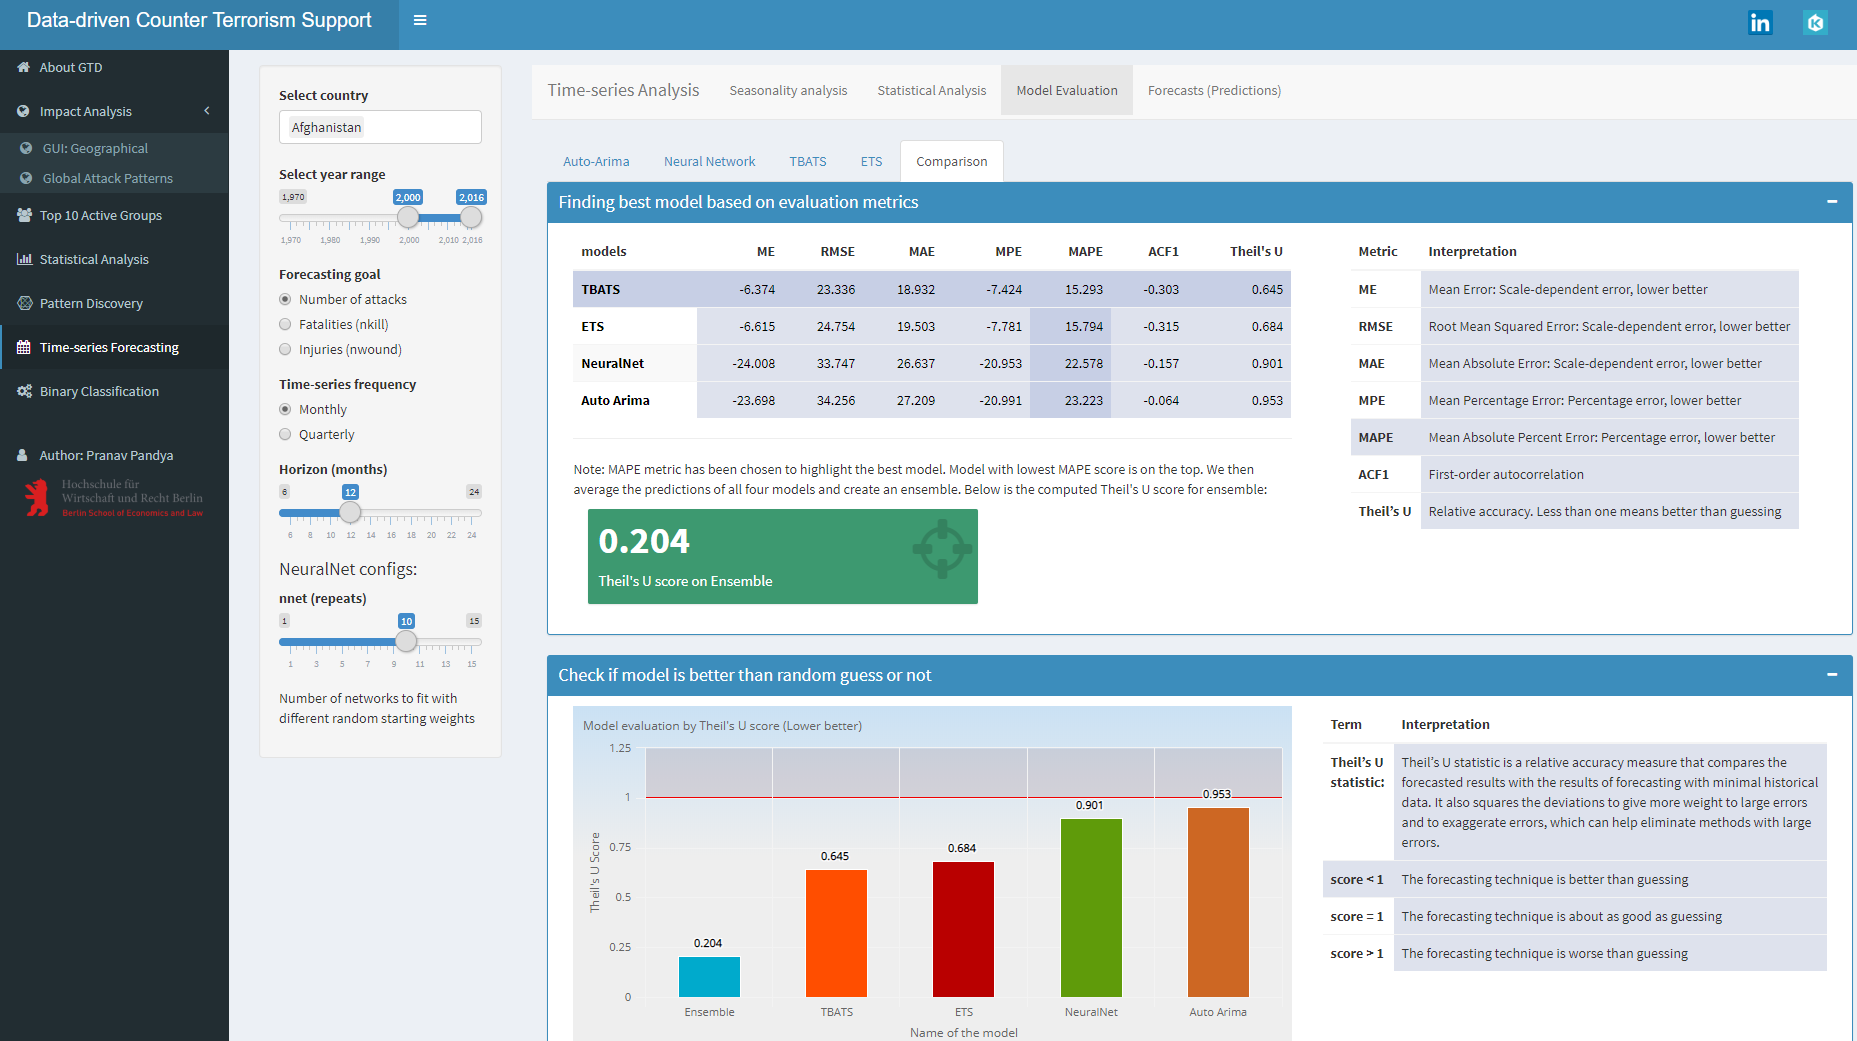 Data-driven Counter Terrorism Support
About GTD
Impact Analysis
GUI: Geographical
Global Attack Patterns
Top 10 Active Groups
Statistical Analysis
Pattern Discovery
Time-series Forecasting
Binary Classification
Author: Pranav Pandya
Hochschule für
Wirtschaft und Recht Berlin
Berlin School of Economics and Law
Select country
Afghanistan
Select year range
1,970 2,000 2,016
1,970 1,980 1,990 2,000 2,010 2,016
Forecasting goal
Number of attacks
Fatalities (nkill)
Injuries (nwound)
Time-series frequency
Monthly
Quarterly
Horizon (months)
6 12 24
6 8 10 12 14 16 18 20 22 24
NeuralNet configs:
nnet (repeats)
1 10 15
1 3 5 7 9 11 13 15
Number of networks to fit with
different random starting weights
Time-series Analysis Seasonality analysis Statistical Analysis Model Evaluation Forecasts (Predictions)
Auto-Arima Neural Network TBATS ETS Comparison
Finding best model based on evaluation metrics
models ME RMSE MAE MPE MAPE ACF1 Theil's U
TBATS -6.374 23.336 18.932 -7.424 15.293 -0.303 0.645
ETS -6.615 24.754 19.503 -7.781 15.794 -0.315 0.684
NeuralNet -24.008 33.747 26.637 -20.953 22.578 -0.157 0.901
Auto Arima -23.698 34.256 27.209 -20.991 23.223 -0.064 0.953
Note: MAPE metric has been chosen to highlight the best model. Model with lowest MAPE score is on the top. We then
average the predictions of all four models and create an ensemble. Below is the computed Theil's U score for ensemble:
0.204
Theil's U score on Ensemble
Metric Interpretation
ME Mean Error: Scale-dependent error, lower better
RMSE Root Mean Squared Error: Scale-dependent error, lower better
MAE Mean Absolute Error: Scale-dependent error, lower better
MPE Mean Percentage Error: Percentage error, lower better
MAPE Mean Absolute Percent Error: Percentage error, lower better
ACF1 First-order autocorrelation
Theil’s U Relative accuracy. Less than one means better than guessing
Check if model is better than random guess or not
Model evaluation by Theil's U score (Lower better)
Theil's U Score
1.25
1
0.75
0.5
0.25
0
0.204
0.645
0.684
0.901
0.953
Ensemble TBATS ETS NeuralNet Auto Arima
Name of the model
Term Interpretation
Theil’s U
statistic:
Theil’s U statistic is a relative accuracy measure that compares the
forecasted results with the results of forecasting with minimal historical
data. It also squares the deviations to give more weight to large errors
and to exaggerate errors, which can help eliminate methods with large
errors.
score < 1 The forecasting technique is better than guessing
score = 1 The forecasting technique is about as good as guessing
score > 1 The forecasting technique is worse than guessing